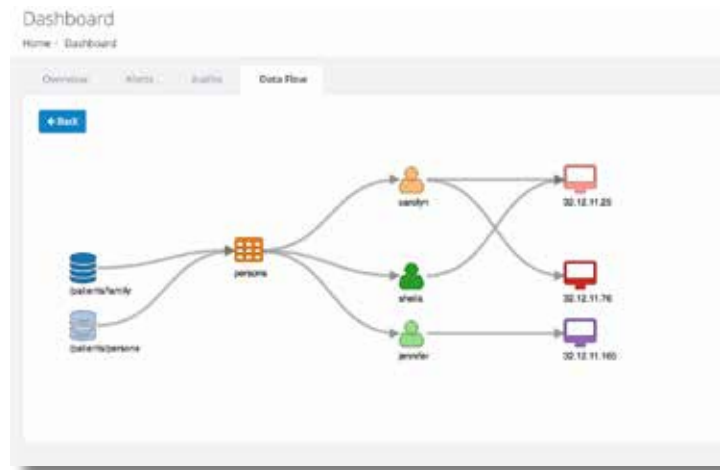 Dashboard
Home - Dashboard
Overview Alerts Audits Data Flow
Back
carolyn
32.12.11.25
persons
/patients/family
sheila
32.12.11.76
/patients/persons
jennifer
32.12.11.165